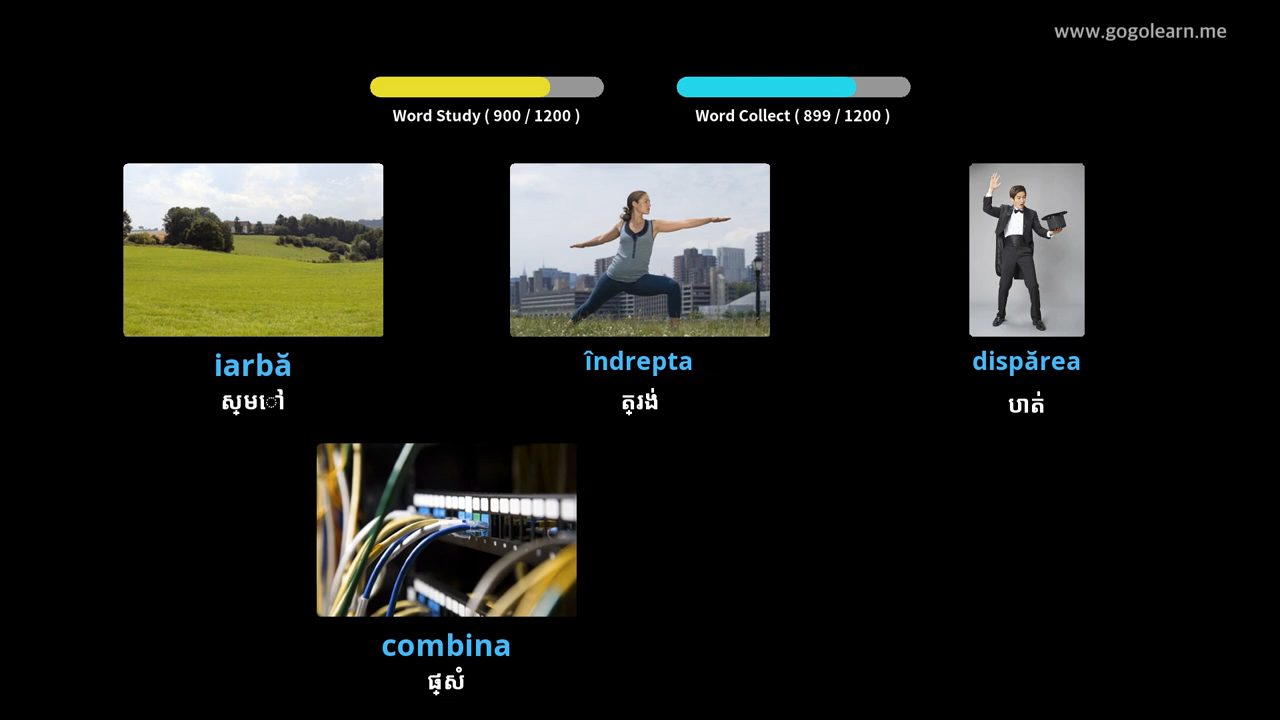 www.gogolearn.me
Word Study ( 900 / 1200 )
Word Collect ( 899 / 1200 )
iarbă
îndrepta
dispărea
ស្មៅ
ត្រង់
បាត់
combina
ផ្សំ